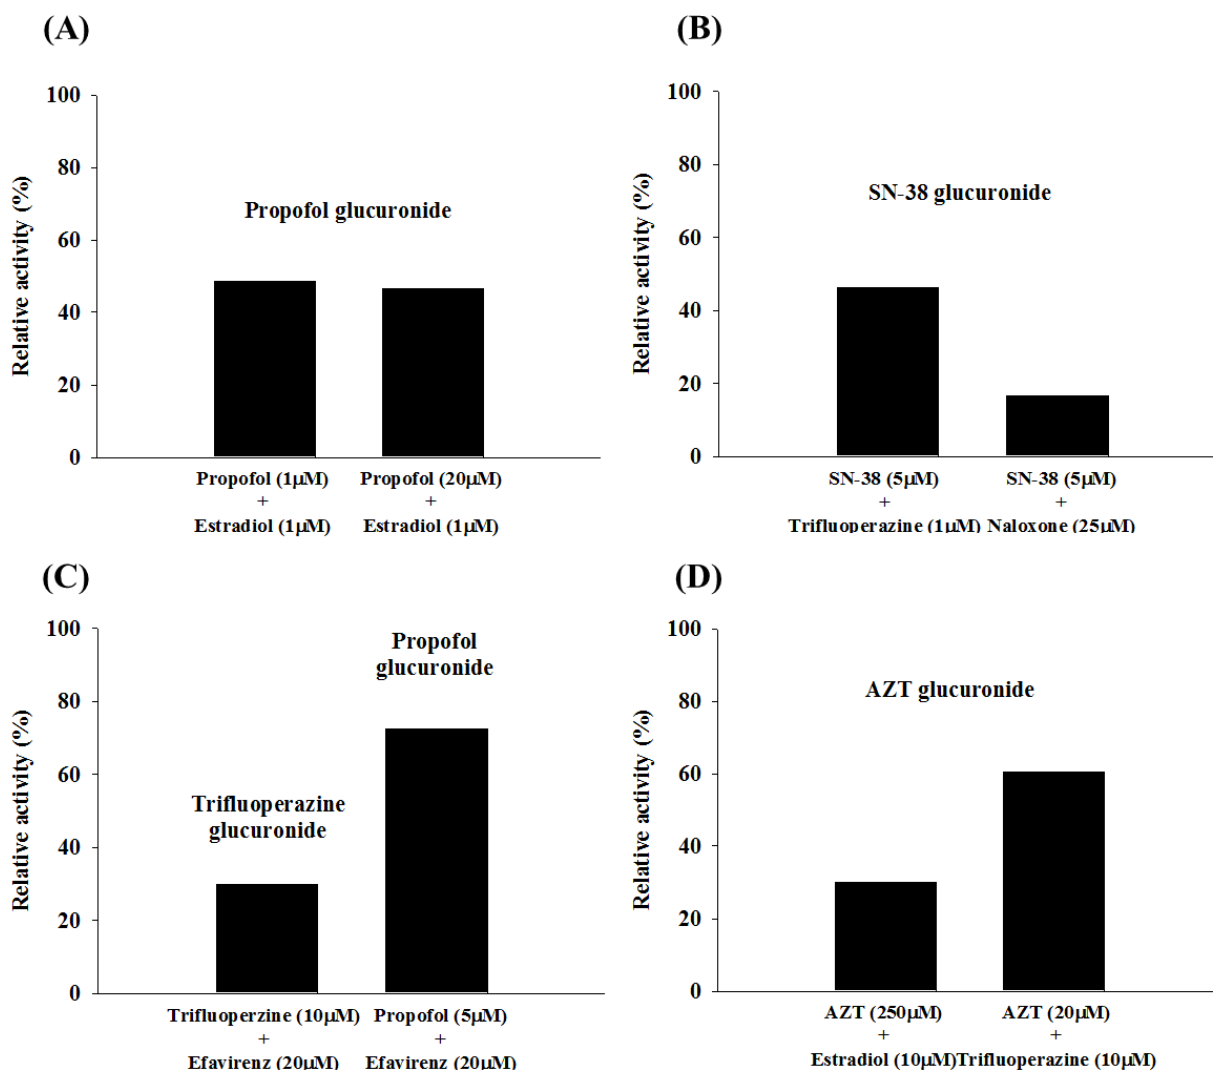 (A)
Relative activity (%)
100
80
60
40
20
0
Propofol glucuronide
Propofol (1μM)
+
Estradiol (1μM)
Propofol (20μM)
+
Estradiol (1μM)
(B)
Relative activity (%)
100
80
60
40
20
0
SN-38 glucuronide
SN-38 (5μM)
+
Trifluoperazine (1μM)
SN-38 (5μM)
+
Naloxone (25μM)
(C)
Relative activity (%)
100
80
60
40
20
0
Trifluoperazine
glucuronide
Propofol
glucuronide
Trifluoperzine (10μM)
+
Efavirenz (20μM)
Propofol (5μM)
+
Efavirenz (20μM)
(D)
Relative activity (%)
100
80
60
40
20
0
AZT glucuronide
AZT (250μM)
+
Estradiol (10μM)
AZT (20μM)
+
Trifluoperazine (10μM)